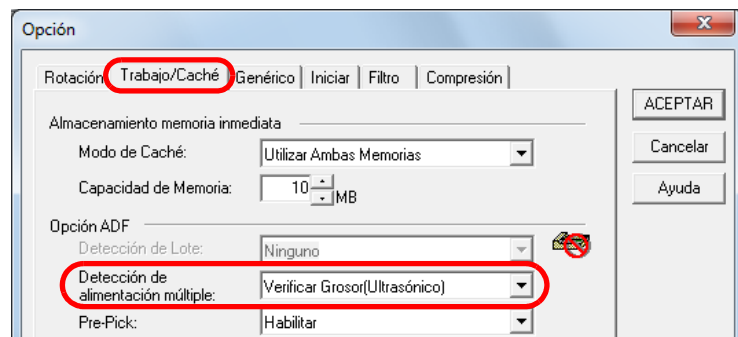 Opción
Rotación Trabajo/Caché Genérico Iniciar Filtro Compresión
ACEPTAR
Almacenamiento memoria inmediata
Modo de Caché: Utilizar Ambas Memorias
Cancelar
Capacidad de Memoria: 10 MB
Ayuda
Opción ADF
Detección de Lote: Ninguno
Detección de
alimentación múltiple: Verificar Grosor(Ultrasónico)
Pre-Pick: Habilitar